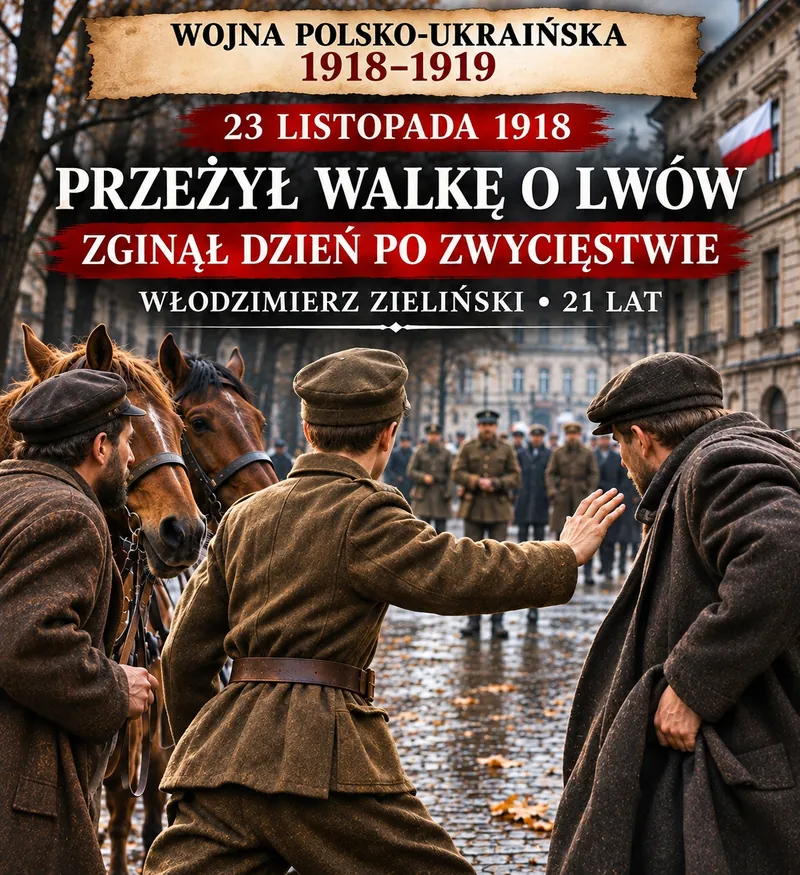 WOJNA POLSKO-UKRAIŃSKA
1918–1919
23 LISTOPADA 1918
PRZEŻYŁ WALKĘ O LWÓW
ZGINĄŁ DZIEŃ PO ZWYCIĘSTWIE
WŁODZIMIERZ ZIELIŃSKI • 21 LAT